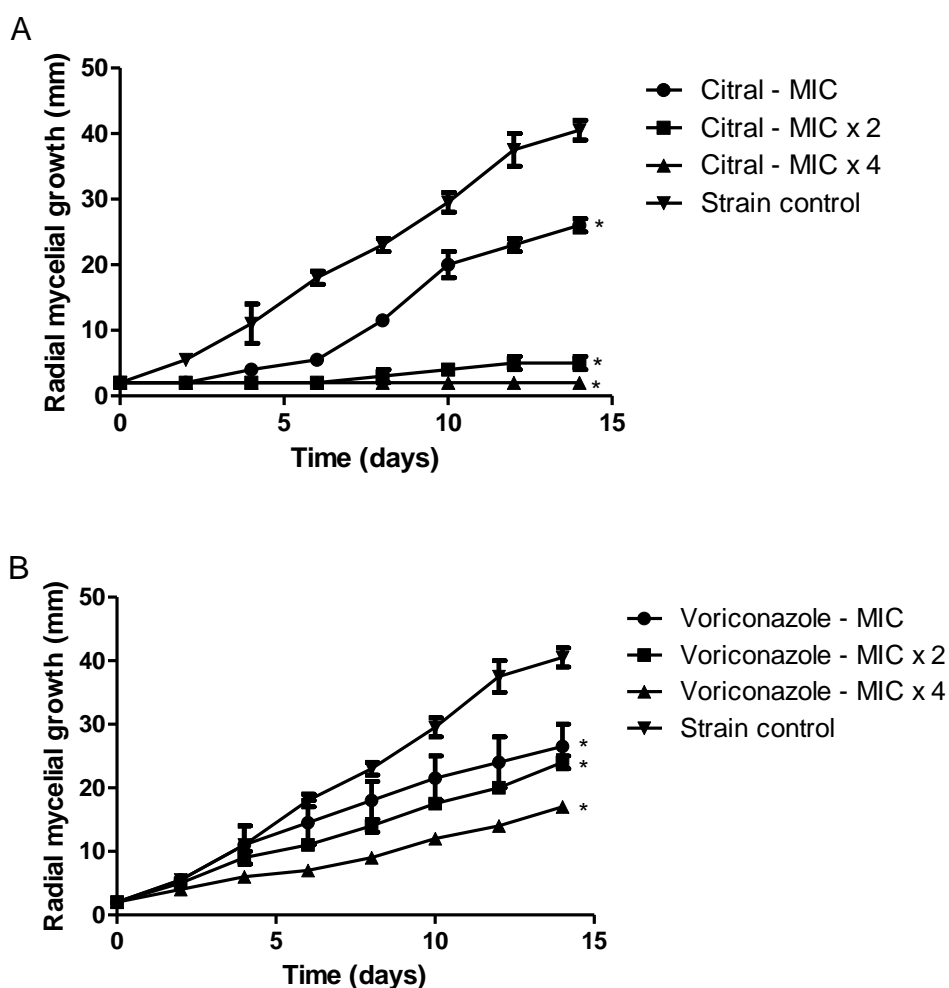 A
Radial mycelial growth (mm)
50
40
30
20
10
0
0
5
10
15
Time (days)
Citral - MIC
Citral - MIC x 2
Citral - MIC x 4
Strain control
*
*
*
B
Radial mycelial growth (mm)
50
40
30
20
10
0
0
5
10
15
Time (days)
Voriconazole - MIC
Voriconazole - MIC x 2
Voriconazole - MIC x 4
Strain control
*
*
*